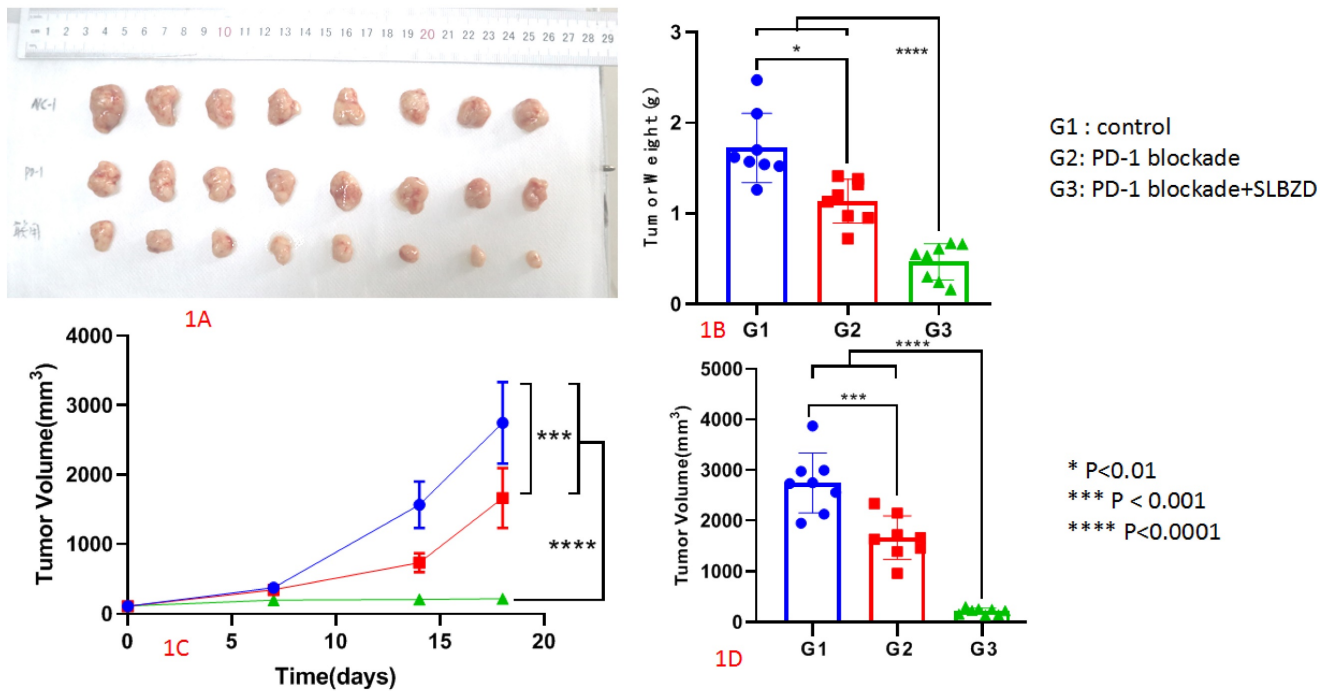 1 2 3 4 5 6 7 8 9 10 11 12 13 14 15 16 17 18 19 20 21 22 23 24 25 26 27 28 29
NC-1
PD-1
1A
Tumor Weight(g)
3
2
1
0
*
****
1B
G1
G2
G3
G1 : control
G2: PD-1 blockade
G3: PD-1 blockade+SLBZD
Tumor Volume(mm³)
4000
3000
2000
1000
0
***
****
0
5
10
15
20
1C
Time(days)
Tumor Volume(mm³)
5000
4000
3000
2000
1000
0
****
***
1D
G1
G2
G3
* P<0.01
*** P < 0.001
**** P<0.0001